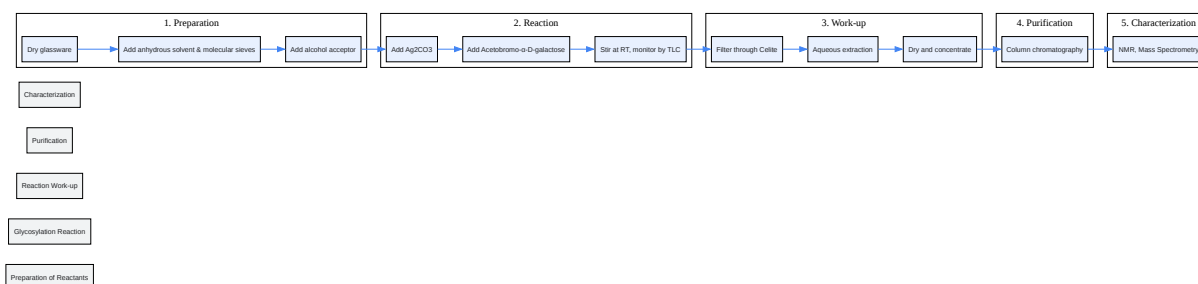 1. Preparation
2. Reaction
3. Work-up
4. Purification
5. Characterization
Dry glassware
Add anhydrous solvent & molecular sieves
Add alcohol acceptor
Add Ag2CO3
Add Acetobromo-α-D-galactose
Stir at RT, monitor by TLC
Filter through Celite
Aqueous extraction
Dry and concentrate
Column chromatography
NMR, Mass Spectrometry
Characterization
Purification
Reaction Work-up
Glycosylation Reaction
Preparation of Reactants